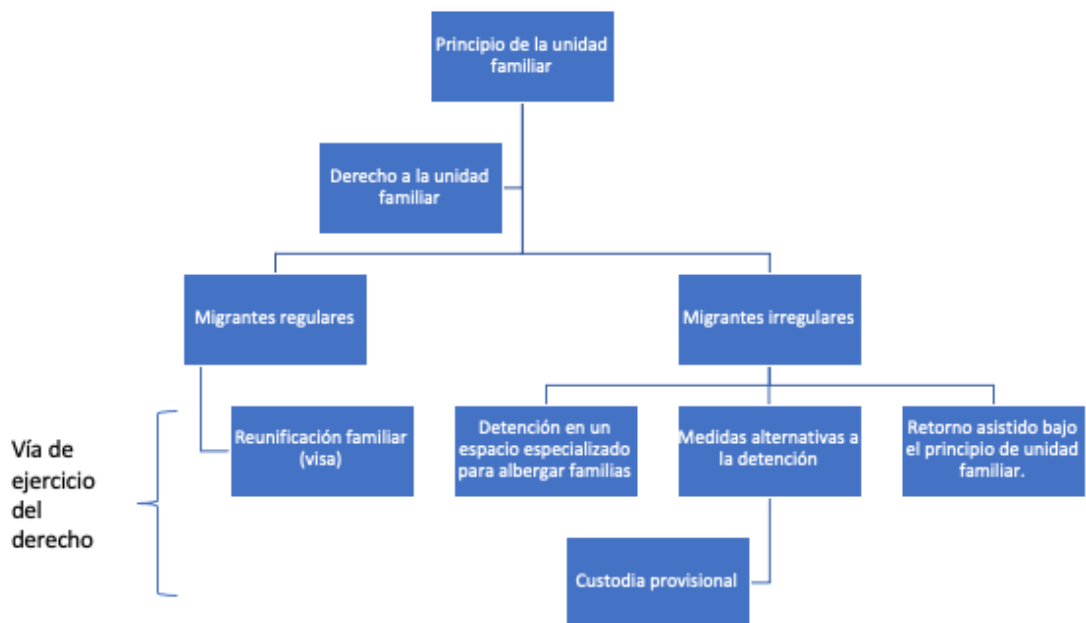 Principio de la unidad
familiar
Derecho a la unidad
familiar
Migrantes regulares
Migrantes irregulares
Vía de
ejercicio
del
derecho
Reunificación familiar
(visa)
Detención en un
espacio especializado
para albergar familias
Medidas alternativas a
la detención
Retorno asistido bajo
el principio de unidad
familiar.
Custodia provisional